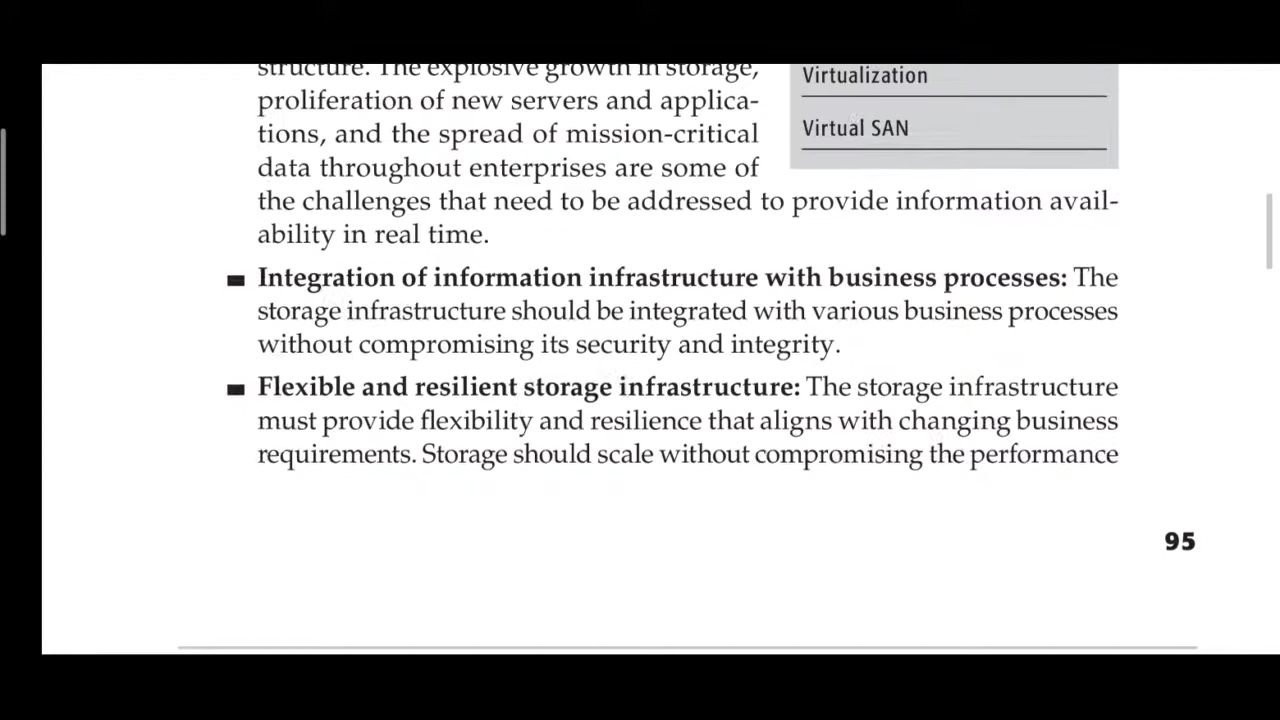 structure. The explosive growth in storage,
proliferation of new servers and applica-
tions, and the spread of mission-critical
data throughout enterprises are some of
the challenges that need to be addressed to provide information avail-
ability in real time.
Virtualization
Virtual SAN
▬ Integration of information infrastructure with business processes: The
storage infrastructure should be integrated with various business processes
without compromising its security and integrity.
▬ Flexible and resilient storage infrastructure: The storage infrastructure
must provide flexibility and resilience that aligns with changing business
requirements. Storage should scale without compromising the performance
95